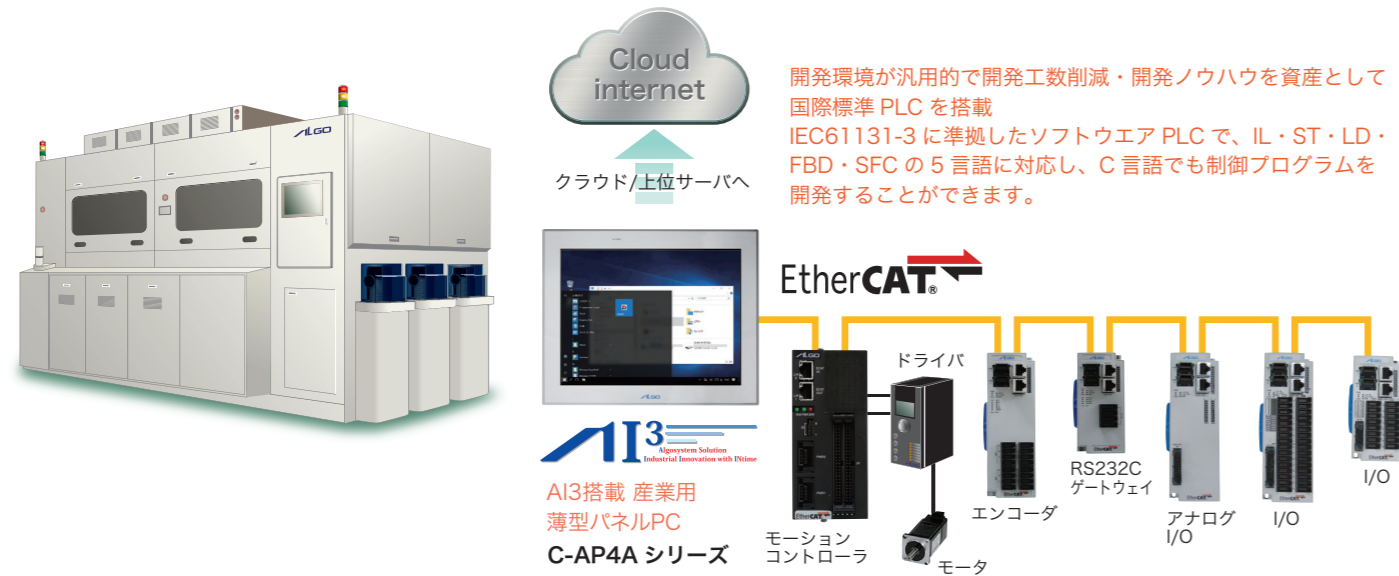 ALGO
Cloud
internet
クラウド/上位サーバへ
開発環境が汎用的で開発工数削減・開発ノウハウを資産として
国際標準 PLC を搭載
IEC61131-3 に準拠したソフトウエア PLC で、IL・ST・LD・
FBD・SFC の 5 言語に対応し、C 言語でも制御プログラムを
開発することができます。
EtherCAT®
ALGO
AI3
Algosystem Solution
Industrial Innovation with INtime
AI3搭載 産業用
薄型パネルPC
C-AP4A シリーズ
ALGO
EtherCAT
モーション
コントローラ
ドライバ
モータ
エンコーダ
RS232C
ゲートウェイ
アナログ
I/O
I/O
I/O